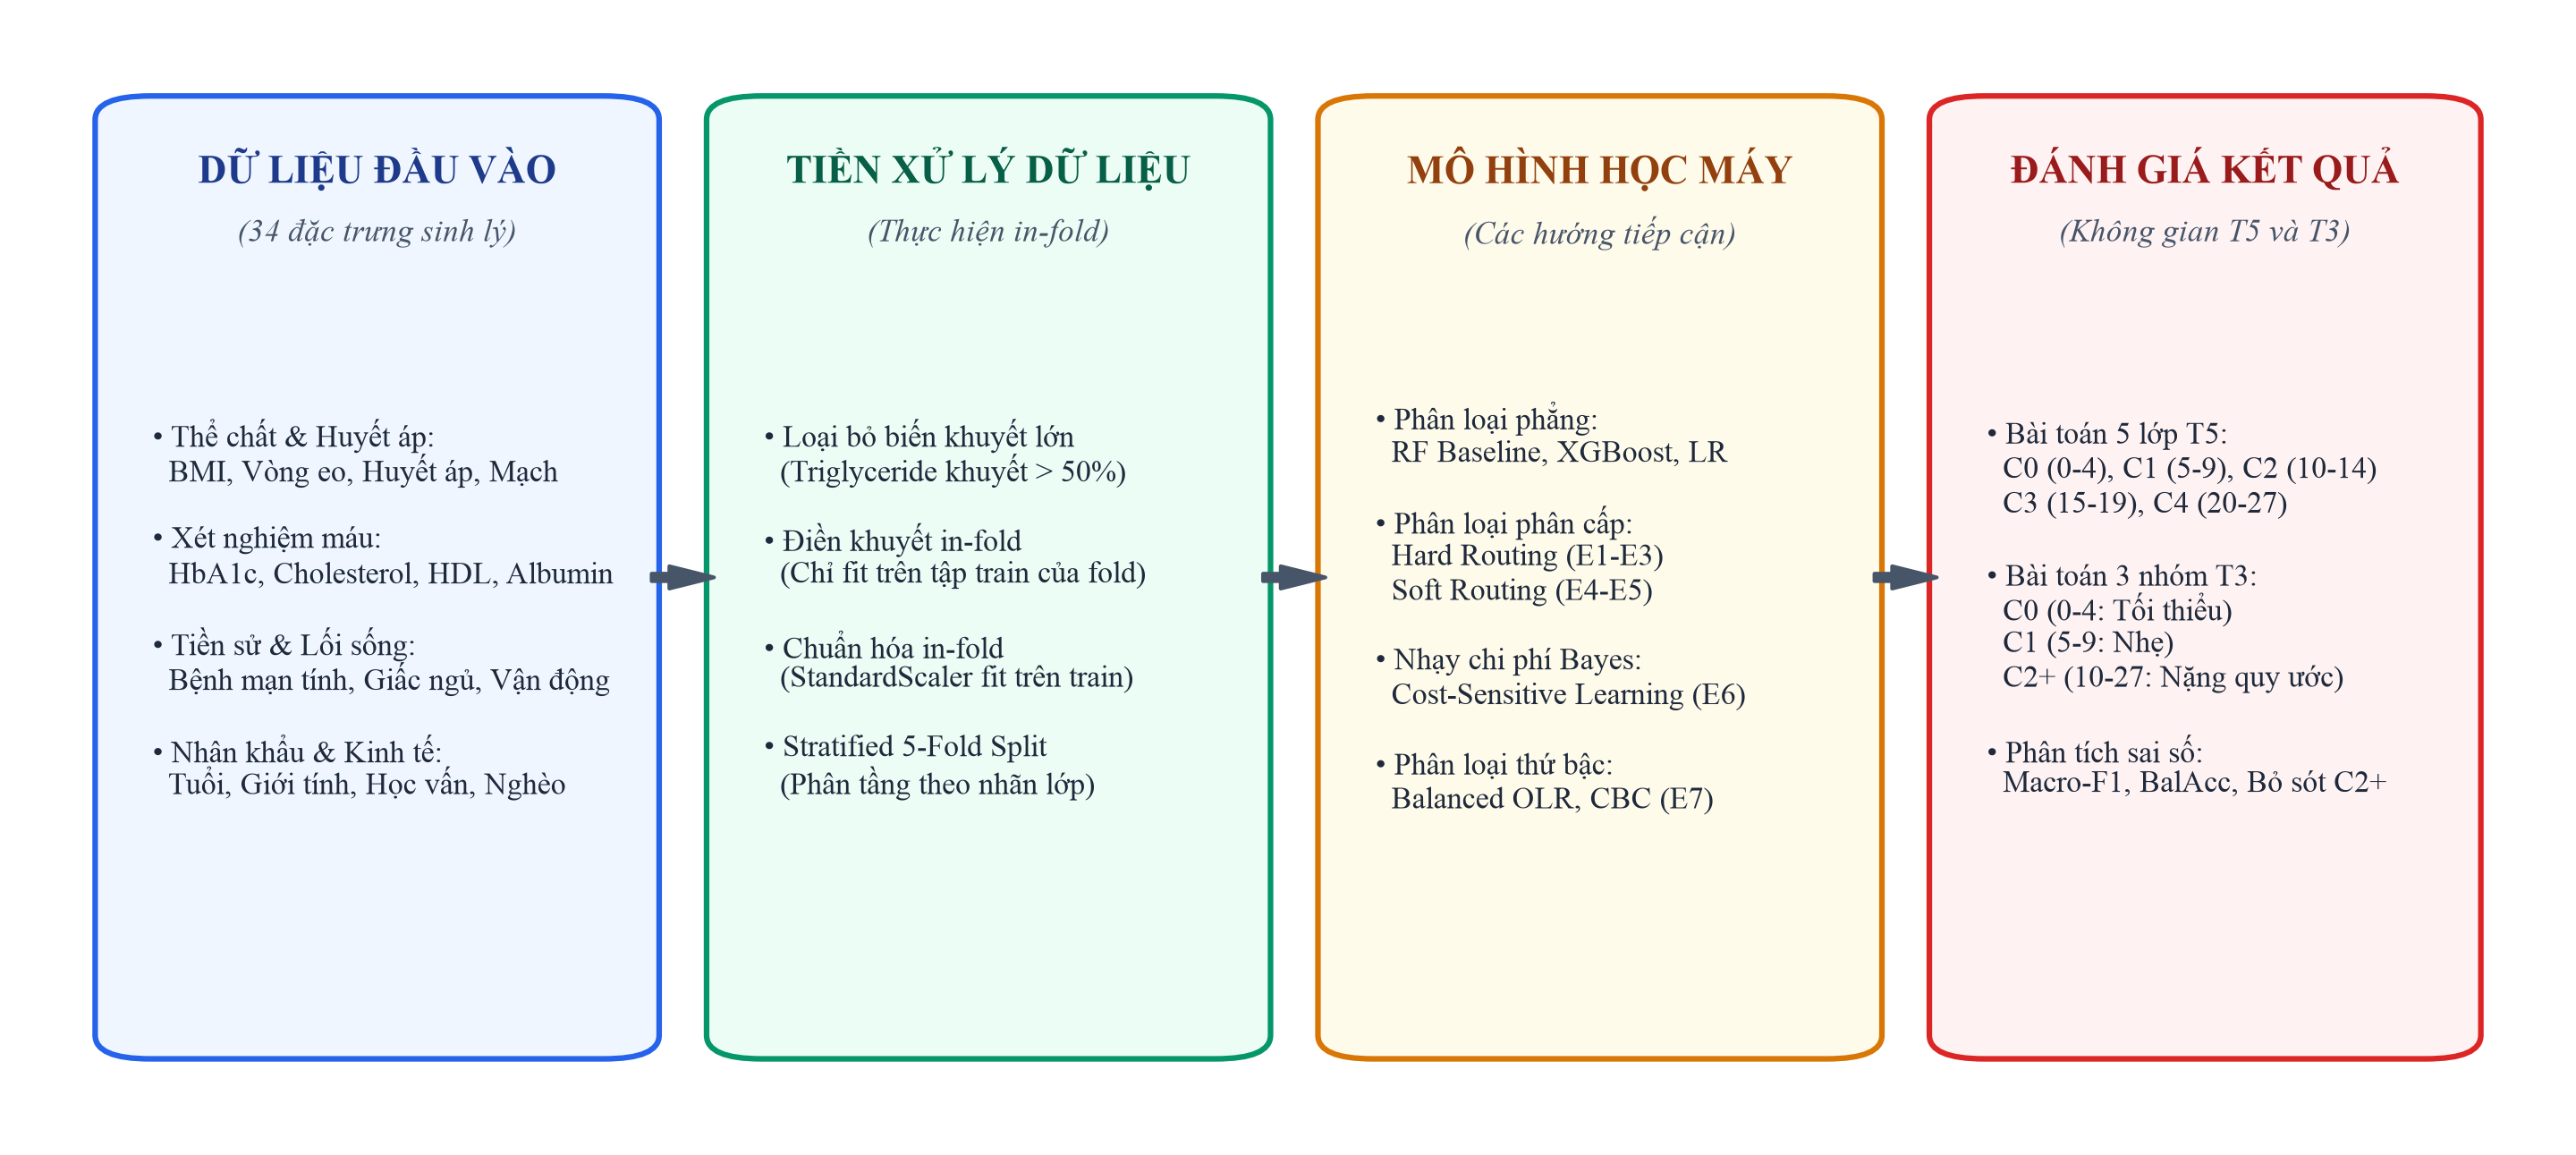 DỮ LIỆU ĐẦU VÀO
(34 đặc trưng sinh lý)
• Thể chất & Huyết áp:
BMI, Vòng eo, Huyết áp, Mạch
• Xét nghiệm máu:
HbA1c, Cholesterol, HDL, Albumin
• Tiền sử & Lối sống:
Bệnh mạn tính, Giấc ngủ, Vận động
• Nhân khẩu & Kinh tế:
Tuổi, Giới tính, Học vấn, Nghèo
TIỀN XỬ LÝ DỮ LIỆU
(Thực hiện in-fold)
• Loại bỏ biến khuyết lớn
(Triglyceride khuyết > 50%)
• Điền khuyết in-fold
(Chỉ fit trên tập train của fold)
• Chuẩn hóa in-fold
(StandardScaler fit trên train)
• Stratified 5-Fold Split
(Phân tầng theo nhãn lớp)
MÔ HÌNH HỌC MÁY
(Các hướng tiếp cận)
• Phân loại phẳng:
RF Baseline, XGBoost, LR
• Phân loại phân cấp:
Hard Routing (E1-E3)
Soft Routing (E4-E5)
• Nhạy chi phí Bayes:
Cost-Sensitive Learning (E6)
• Phân loại thứ bậc:
Balanced OLR, CBC (E7)
ĐÁNH GIÁ KẾT QUẢ
(Không gian T5 và T3)
• Bài toán 5 lớp T5:
C0 (0-4), C1 (5-9), C2 (10-14)
C3 (15-19), C4 (20-27)
• Bài toán 3 nhóm T3:
C0 (0-4: Tối thiểu)
C1 (5-9: Nhẹ)
C2+ (10-27: Nặng quy ước)
• Phân tích sai số:
Macro-F1, BalAcc, Bỏ sót C2+